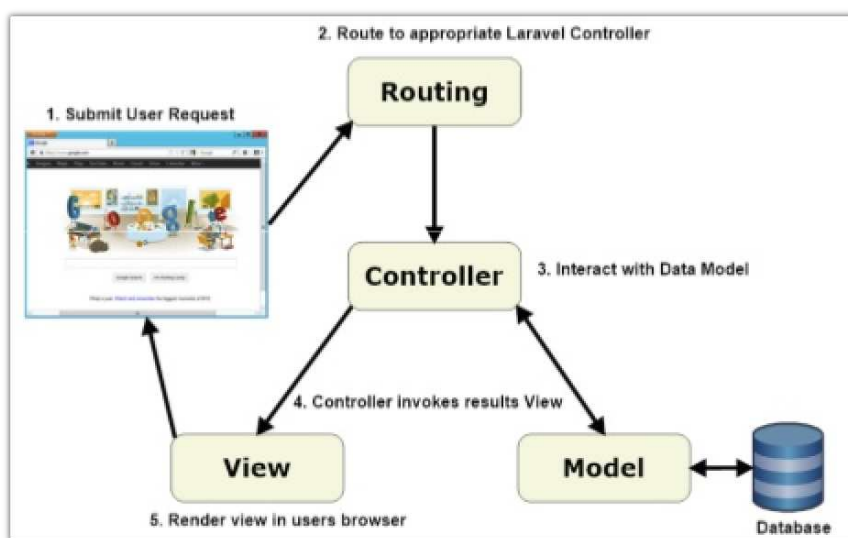 2. Route to appropriate Laravel Controller
Routing
1. Submit User Request
Google
Controller
3. Interact with Data Model
4. Controller invokes results View
View
Model
5. Render view in users browser
Database